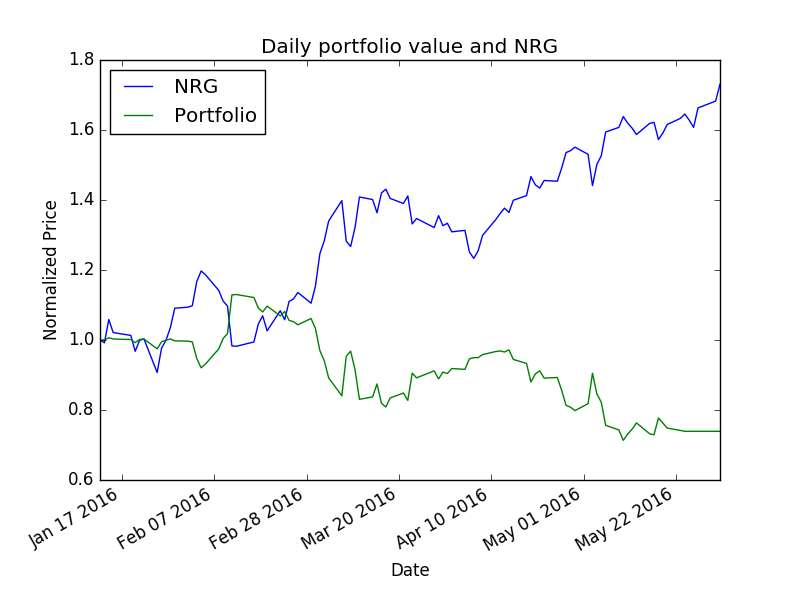 Daily portfolio value and NRG
NRG
Portfolio
1.8
1.6
1.4
1.2
1.0
0.8
0.6
Normalized Price
Jan 17 2016
Feb 07 2016
Feb 28 2016
Mar 20 2016
Apr 10 2016
May 01 2016
May 22 2016
Date